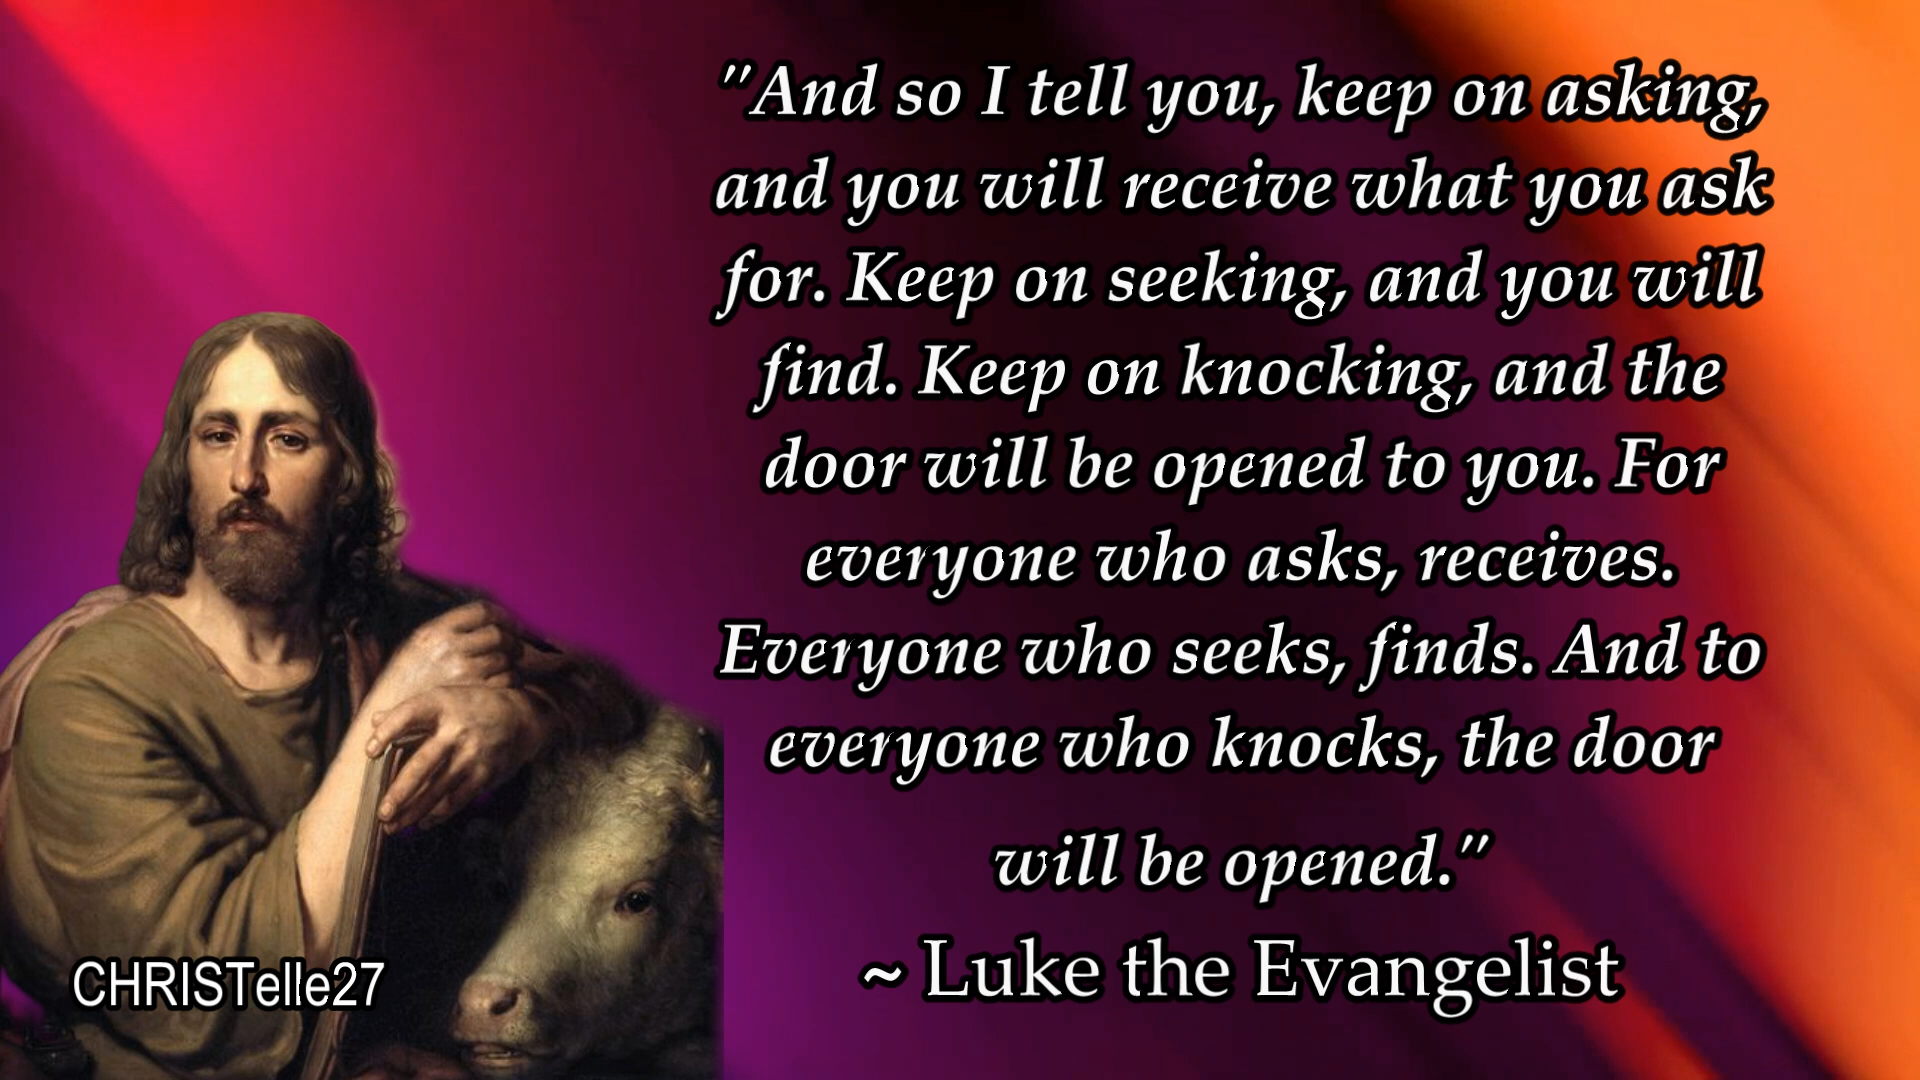 "And so I tell you, keep on asking,
and you will receive what you ask
for. Keep on seeking, and you will
find. Keep on knocking, and the
door will be opened to you. For
everyone who asks, receives.
Everyone who seeks, finds. And to
everyone who knocks, the door
will be opened."
~ Luke the Evangelist
CHRISTelle27